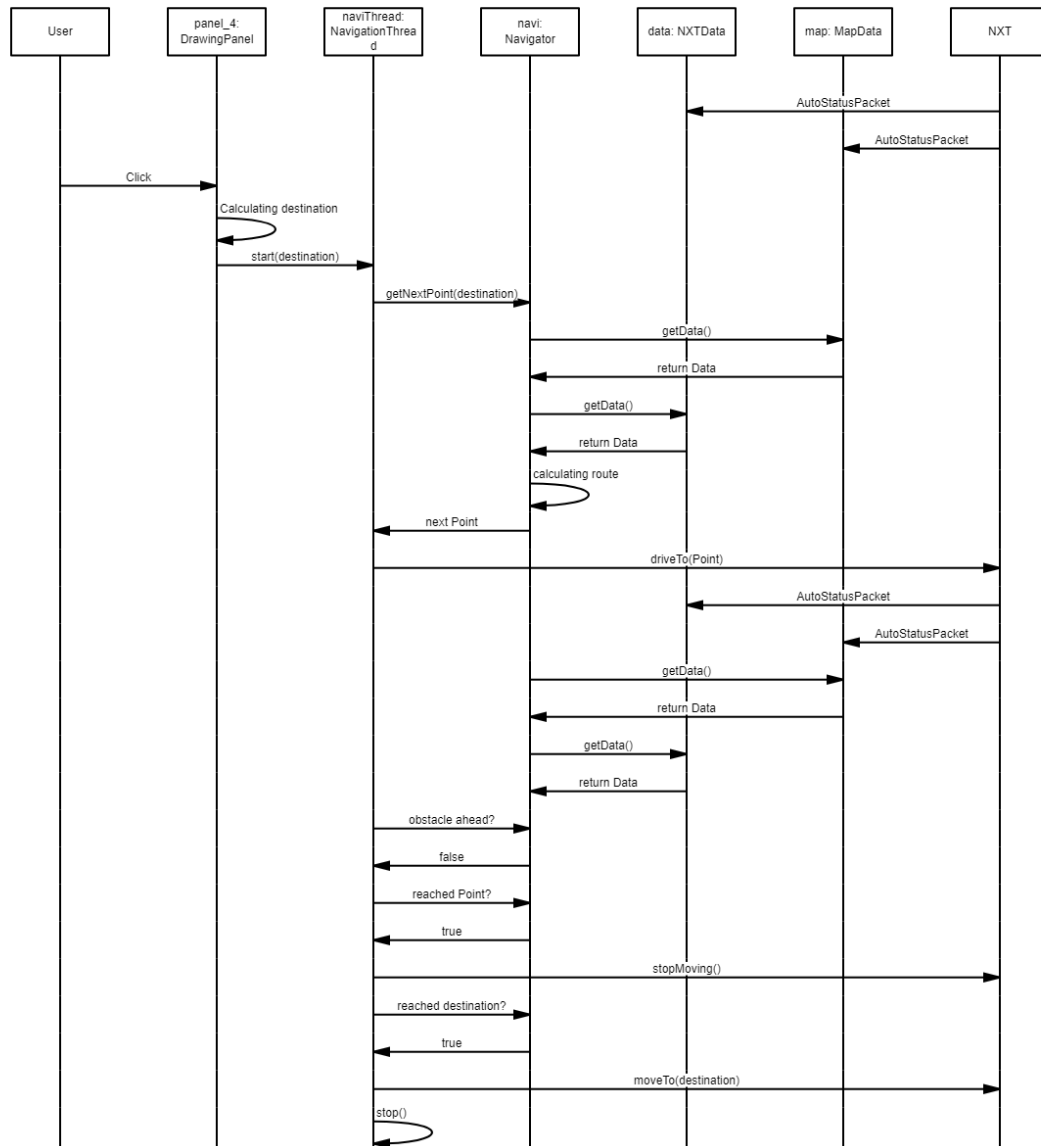 User
panel_4:
DrawingPanel
naviThread:
NavigationThrea
d
navi:
Navigator
data: NXTData
map: MapData
NXT
AutoStatusPacket
AutoStatusPacket
Click
Calculating destination
start(destination)
getNextPoint(destination)
getData()
return Data
getData()
return Data
calculating route
next Point
driveTo(Point)
AutoStatusPacket
AutoStatusPacket
getData()
return Data
getData()
return Data
obstacle ahead?
false
reached Point?
true
stopMoving()
reached destination?
true
moveTo(destination)
stop()